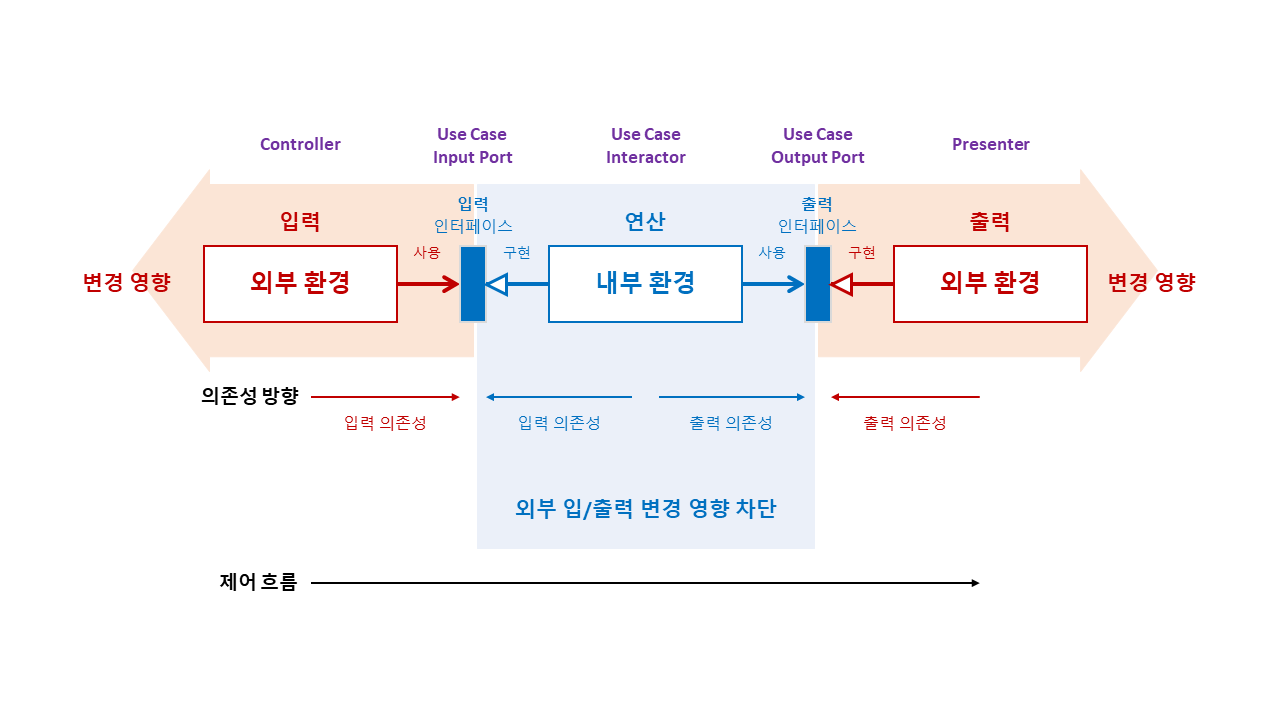 Controller
Use Case
Input Port
Use Case
Interactor
Use Case
Output Port
Presenter
입력
입력
인터페이스
연산
출력
인터페이스
출력
사용
구현
사용
구현
변경 영향
외부 환경
내부 환경
외부 환경
변경 영향
의존성 방향
입력 의존성
입력 의존성
출력 의존성
출력 의존성
외부 입/출력 변경 영향 차단
제어 흐름